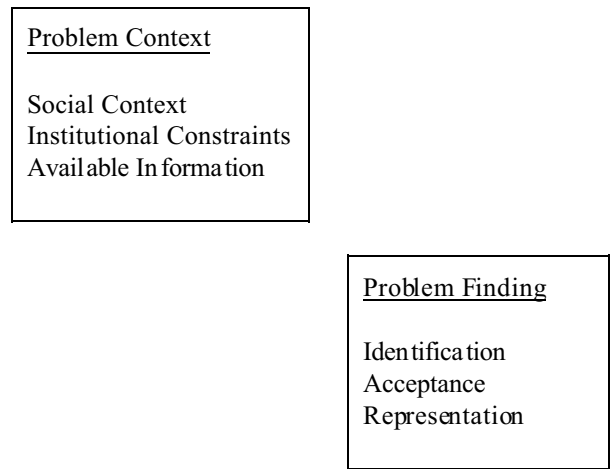 Problem Context
Social Context
Institutional Constraints
Available Information
Problem Finding
Identification
Acceptance
Representation